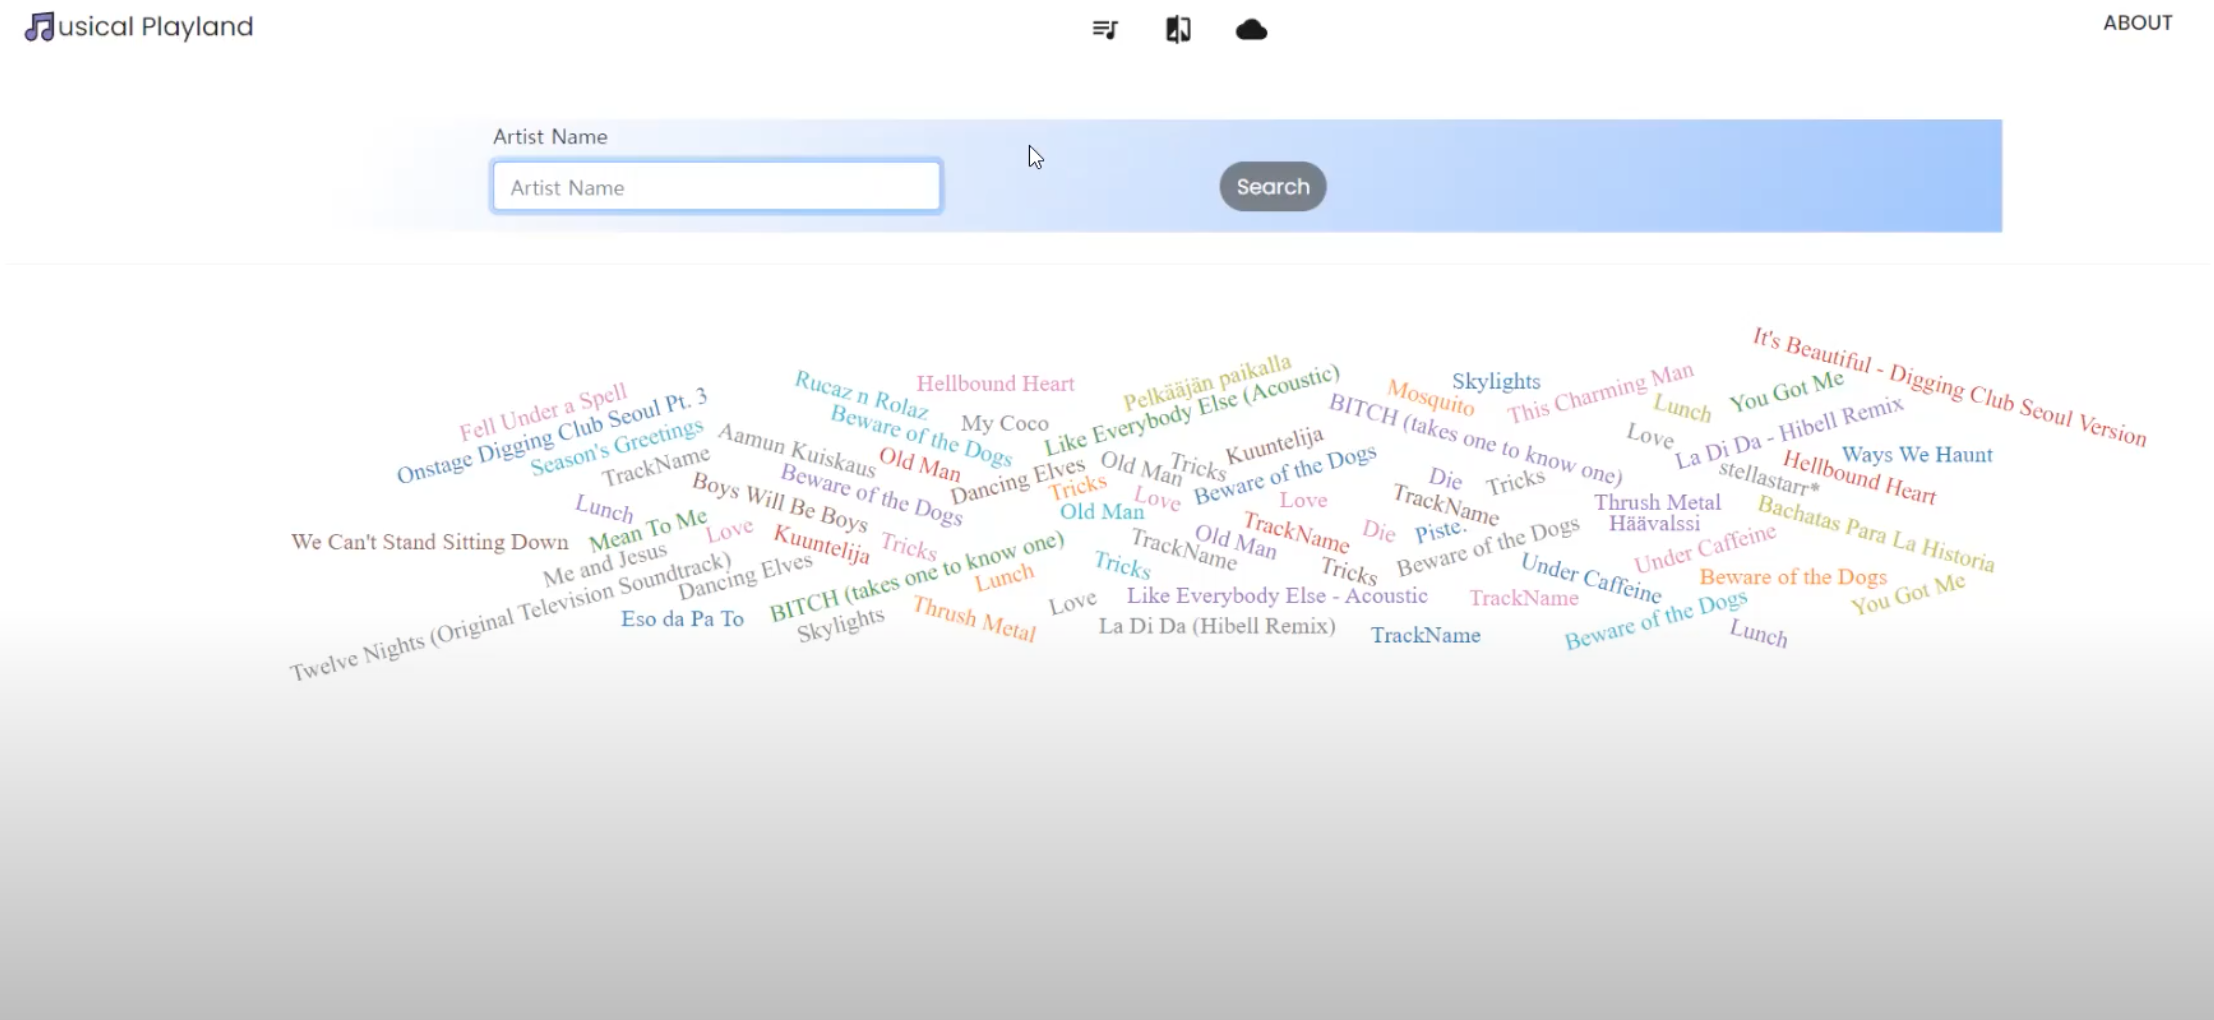 usical Playland
ABOUT
Artist Name
Artist Name
Search
It's Beautiful - Digging Club Seoul Version
Fell Under a Spell
Onstage Digging Club Seoul Pt. 3
Season's Greetings
TrackName
Rucaz n Rolaz
Hellbound Heart
Beware of the Dogs
My Coco
Pelkääjän paikalla
Like Everybody Else (Acoustic)
Mosquito
Skylights
This Charming Man
Lunch
You Got Me
BITCH (takes one to know one)
Love
La Di Da - Hibell Remix
Ways We Haunt
Aamun Kuiskaus
Old Man
Dancing Elves
Old Man
Tricks
Kuuntelija
Beware of the Dogs
Tricks
Love
Love
Die
Tricks
TrackName
stellastarr*
Hellbound Heart
Thrush Metal
Häävalssi
Bachatas Para La Historia
Boys Will Be Boys
Beware of the Dogs
Old Man
Lunch
We Can't Stand Sitting Down
Mean To Me
Love
Kuuntelija
Tricks
Me and Jesus
TrackName
Old Man
TrackName
Die
Piste.
Beware of the Dogs
Under Caffeine
Under Caffeine
Twelve Nights (Original Television Soundtrack)
Dancing Elves
BITCH (takes one to know one)
Lunch
Tricks
Tricks
Beware of the Dogs
You Got Me
Eso da Pa To
Skylights
Thrush Metal
Love
Like Everybody Else - Acoustic
TrackName
La Di Da (Hibell Remix)
TrackName
Beware of the Dogs
Lunch